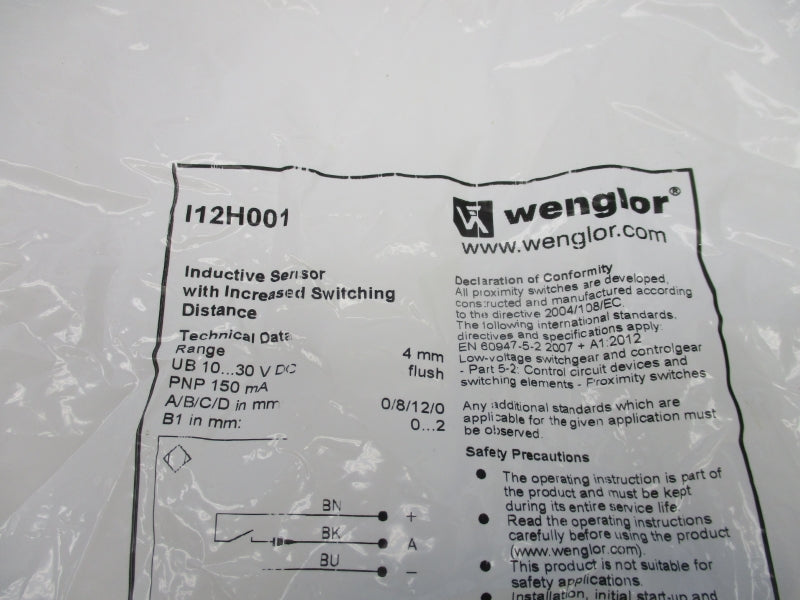 I12H001
Inductive Sensor
with Increased Switching
Distance
Technical Data
Range 4 mm
UB 10...30 V DC flush
PNP 150 mA
A/B/C/D in mm 0/8/12/0
B1 in mm: 0...2
BN +
BK A
BU −
wenglor®
www.wenglor.com
Declaration of Conformity
All proximity switches are developed,
constructed and manufactured according
to the directive 2004/108/EC.
The following international standards.
directives and specifications apply:
EN 60947-5-2:2007 + A1:2012
Low-voltage switchgear and controlgear
- Part 5-2: Control circuit devices and
switching elements - Proximity switches
Any additional standards which are
applicable for the given application must
be observed.
Safety Precautions
● The operating instruction is part of
the product and must be kept
during its entire service life.
● Read the operating instructions
carefully before using the product
(www.wenglor.com).
● This product is not suitable for
safety applications.
● Installation, initial start-up and